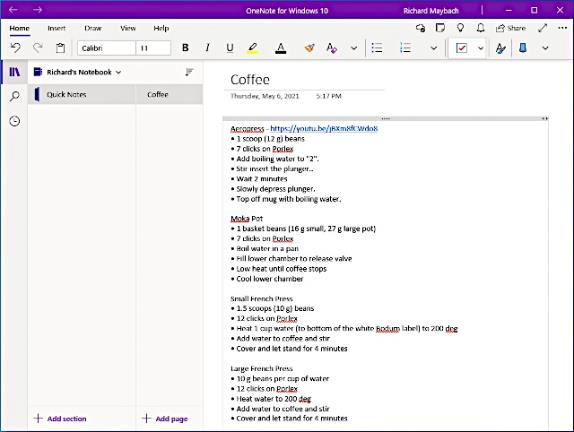 OneNote for Windows 10
Richard Maybach
Home Insert Draw View Help
Share
Calibri 11 B I U A
Richard's Notebook
Quick Notes
Coffee
Coffee
Thursday, May 6, 2021 5:17 PM
Aeropress - https://youtu.be/jBXm8fCWdo8
• 1 scoop (12 g) beans
• 7 clicks on Porlex
• Add boiling water to "2".
• Stir insert the plunger..
• Wait 2 minutes
• Slowly depress plunger.
• Top off mug with boiling water.
Moka Pot
• 1 basket beans (16 g small, 27 g large pot)
• 7 clicks on Porlex
• Boil water in a pan
• Fill lower chamber to release valve
• Low heat until coffee stops
• Cool lower chamber
Small French Press
• 1.5 scoops (10 g) beans
• 12 clicks on Porlex
• Heat 1 cup water (to bottom of the white Bodum label) to 200 deg
• Add water to coffee and stir
• Cover and let stand for 4 minutes
Large French Press
• 10 g beans per cup of water
• 12 clicks on Porlex
• Heat water to 200 deg
• Add water to coffee and stir
• Cover and let stand for 4 minutes
+ Add section
+ Add page